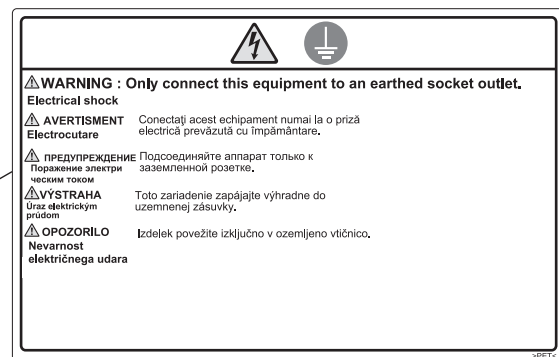 ⚠WARNING : Only connect this equipment to an earthed socket outlet.
Electrical shock
⚠ AVERTISMENT Conectaţi acest echipament numai la o priză
Electrocutare electrică prevăzută cu împământare.
⚠ ПРЕДУПРЕЖДЕНИЕ Подсоединяйте аппарат только к
Поражение электри заземленной розетке.
ческим током
⚠VÝSTRAHA Toto zariadenie zapájajte výhradne do
Úraz elektrickým uzemnenej zásuvky.
prúdom
⚠ OPOZORILO Izdelek povežite izključno v ozemljeno vtičnico.
Nevarnost
električnega udara
>PET<